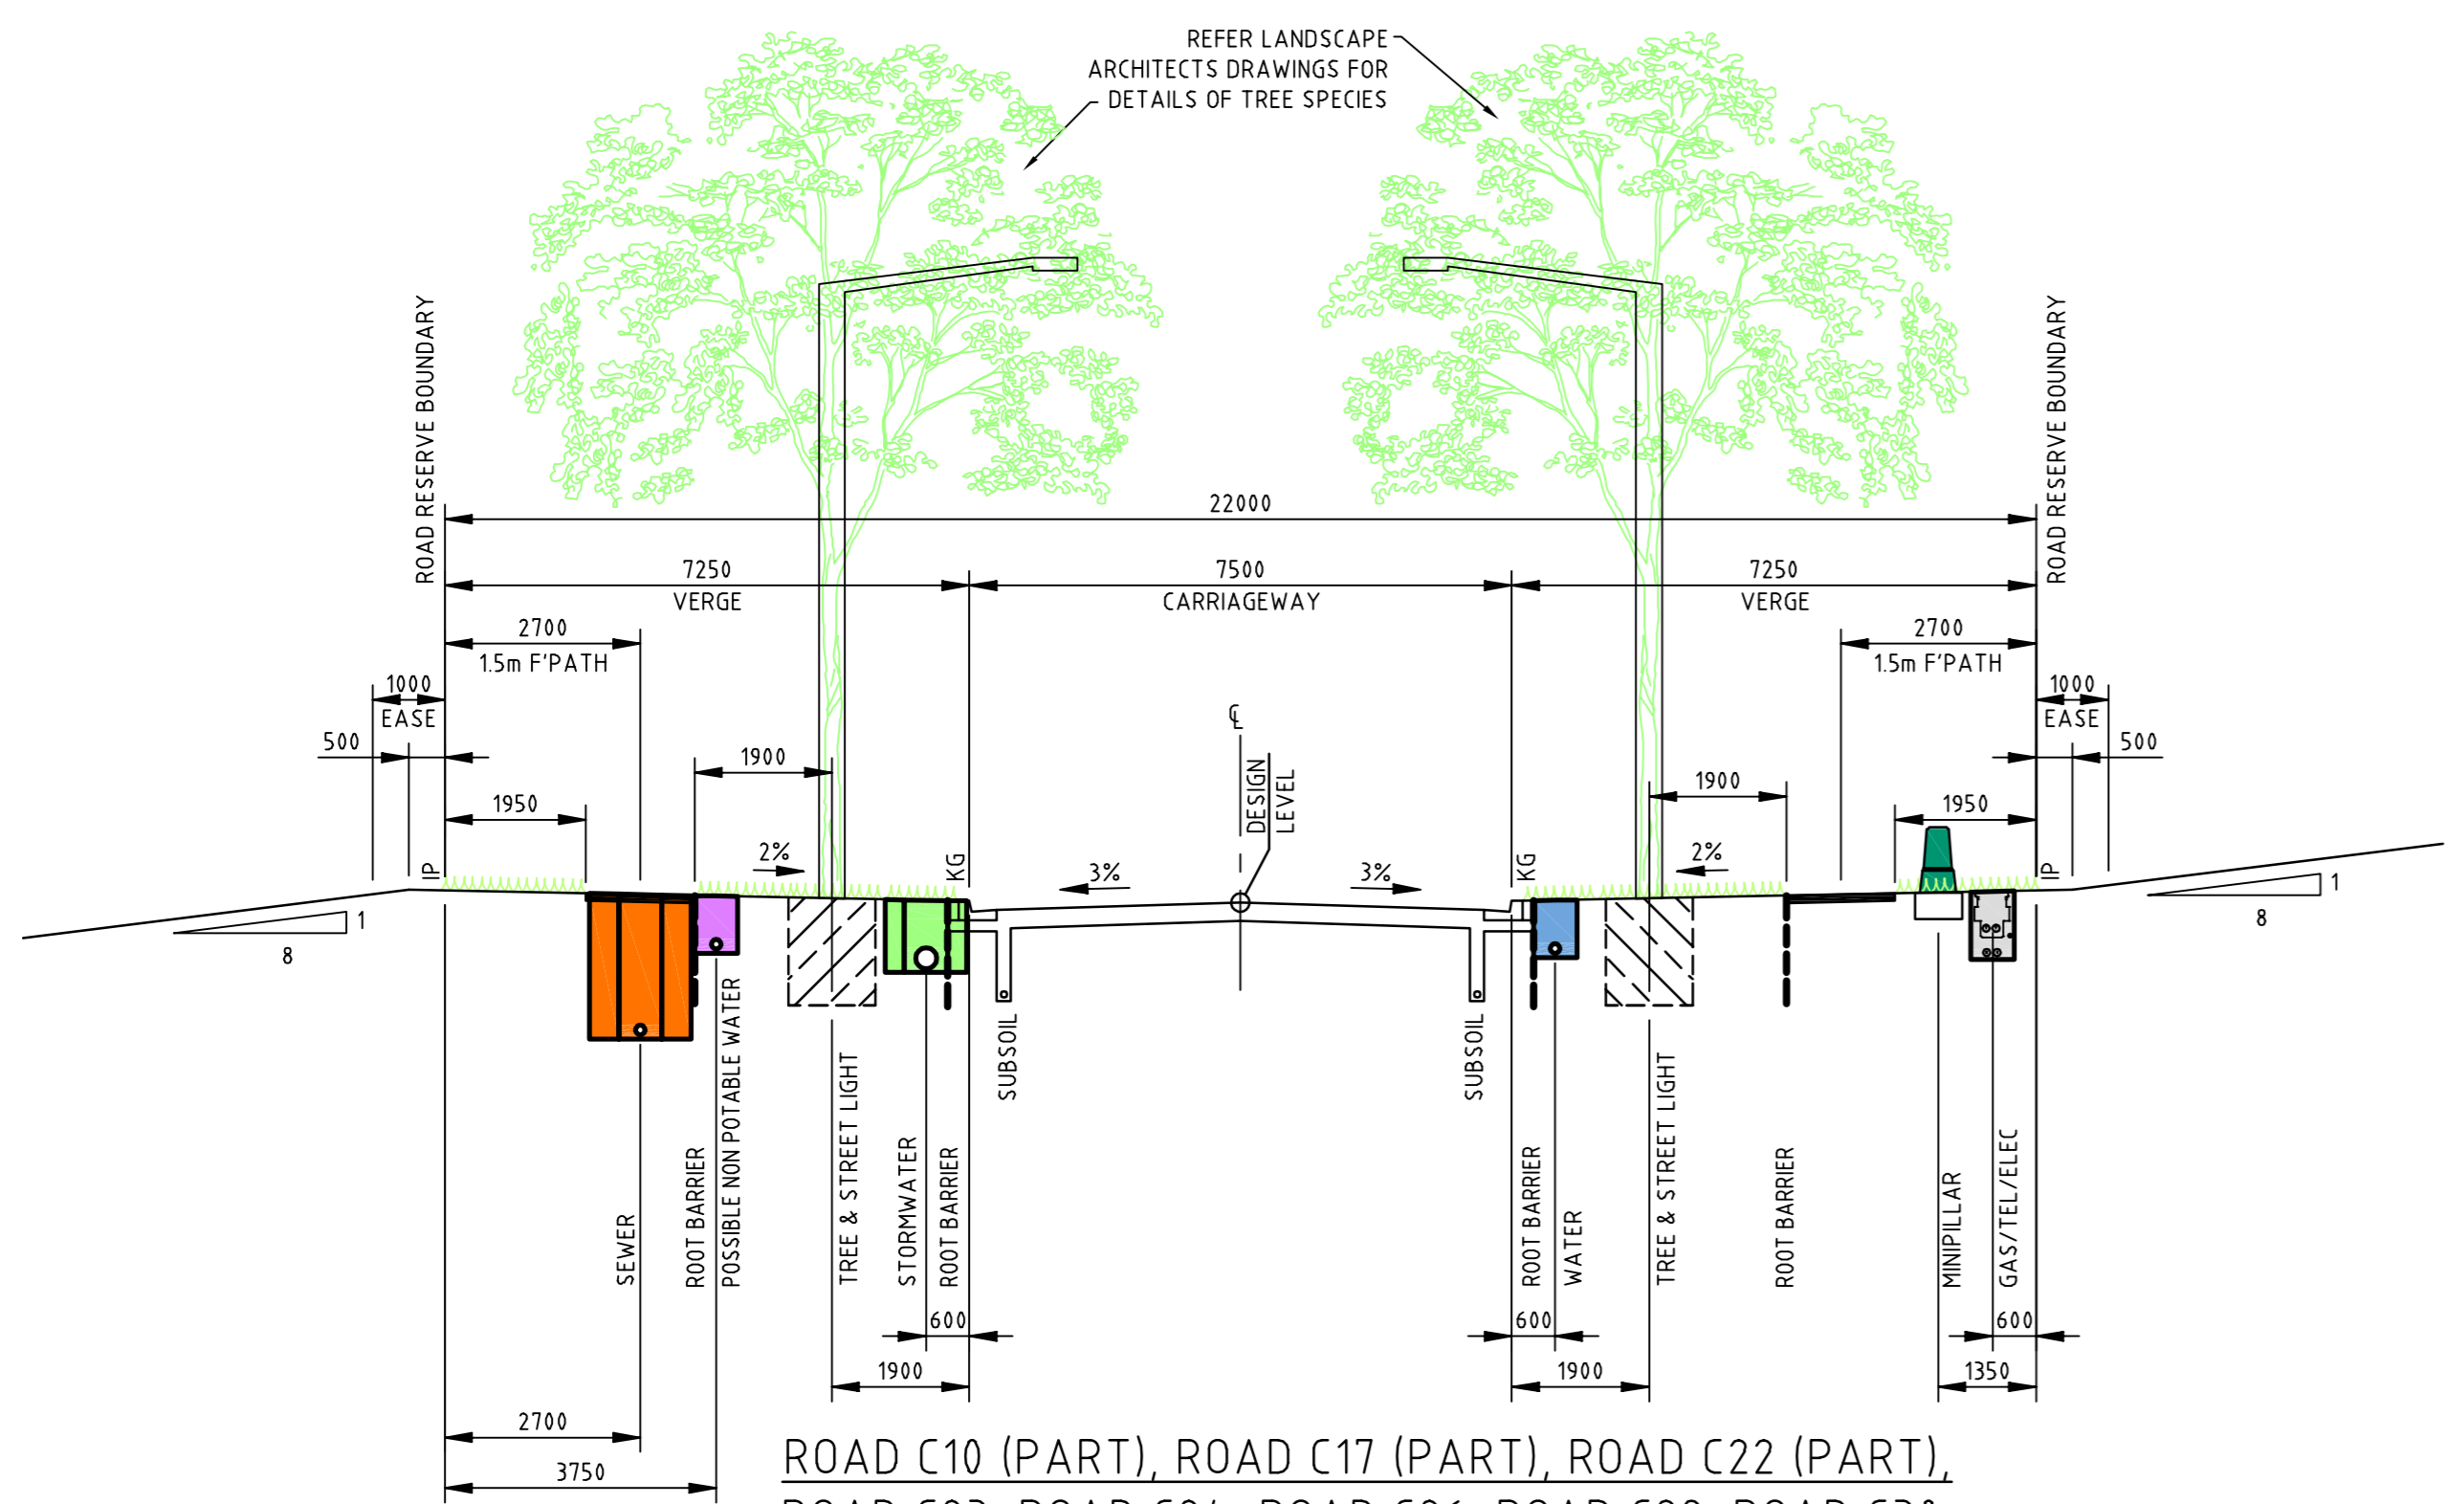 REFER LANDSCAPE
ARCHITECTS DRAWINGS FOR
DETAILS OF TREE SPECIES
ROAD RESERVE BOUNDARY
ROAD RESERVE BOUNDARY
22000
7250
VERGE
7500
CARRIAGEWAY
7250
VERGE
2700
1.5m F'PATH
2700
1.5m F'PATH
1000
EASE
1000
EASE
500
500
1900
1900
1950
1950
℄
DESIGN
LEVEL
IP
2%
KG
3%
3%
KG
2%
IP
1
8
1
8
SEWER
ROOT BARRIER
POSSIBLE NON POTABLE WATER
TREE & STREET LIGHT
STORMWATER
ROOT BARRIER
SUBSOIL
SUBSOIL
ROOT BARRIER
WATER
TREE & STREET LIGHT
ROOT BARRIER
MINIPILLAR
GAS/TEL/ELEC
600
600
600
1900
1900
1350
2700
3750
ROAD C10 (PART), ROAD C17 (PART), ROAD C22 (PART),